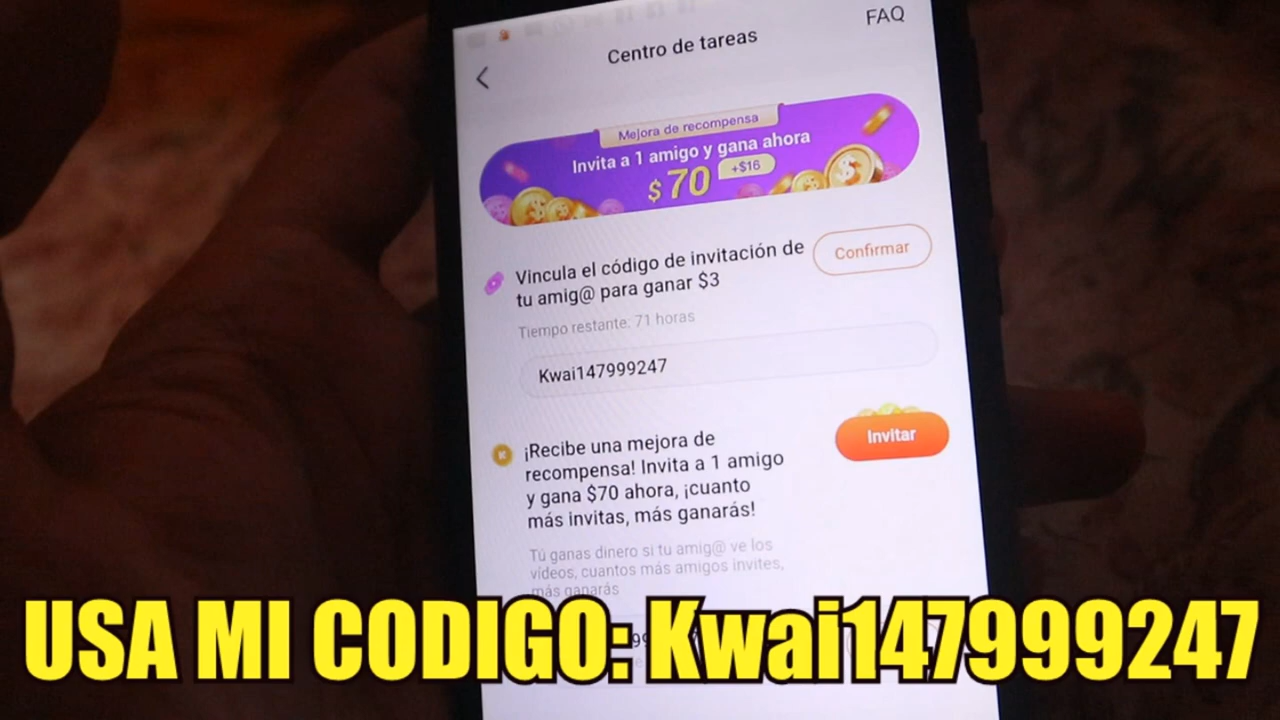 FAQ
Centro de tareas
Mejora de recompensa
Invita a 1 amigo y gana ahora
$70 +$16
Vincula el código de invitación de
tu amig@ para ganar $3
Confirmar
Tiempo restante: 71 horas
Kwai147999247
¡Recibe una mejora de
recompensa! Invita a 1 amigo
y gana $70 ahora, ¡cuanto
más invitas, más ganarás!
Invitar
Tú ganas dinero si tu amig@ ve los
vídeos, cuantos más amigos invites,
más ganarás
USA MI CODIGO: Kwai147999247